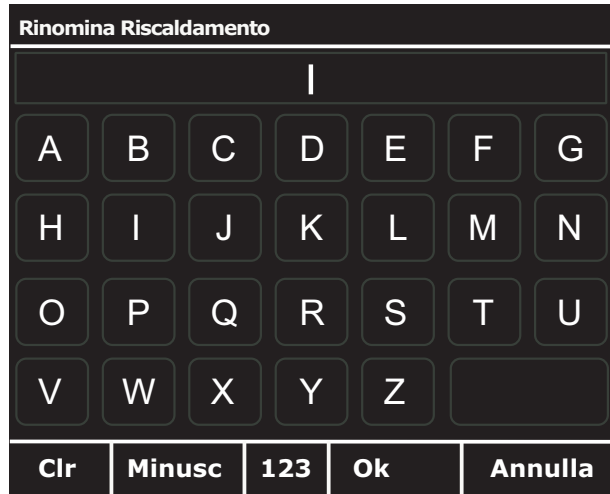 Rinomina Riscaldamento
A B C D E F G
H I J K L M N
O P Q R S T U
V W X Y Z
Clr Minusc 123 Ok Annulla